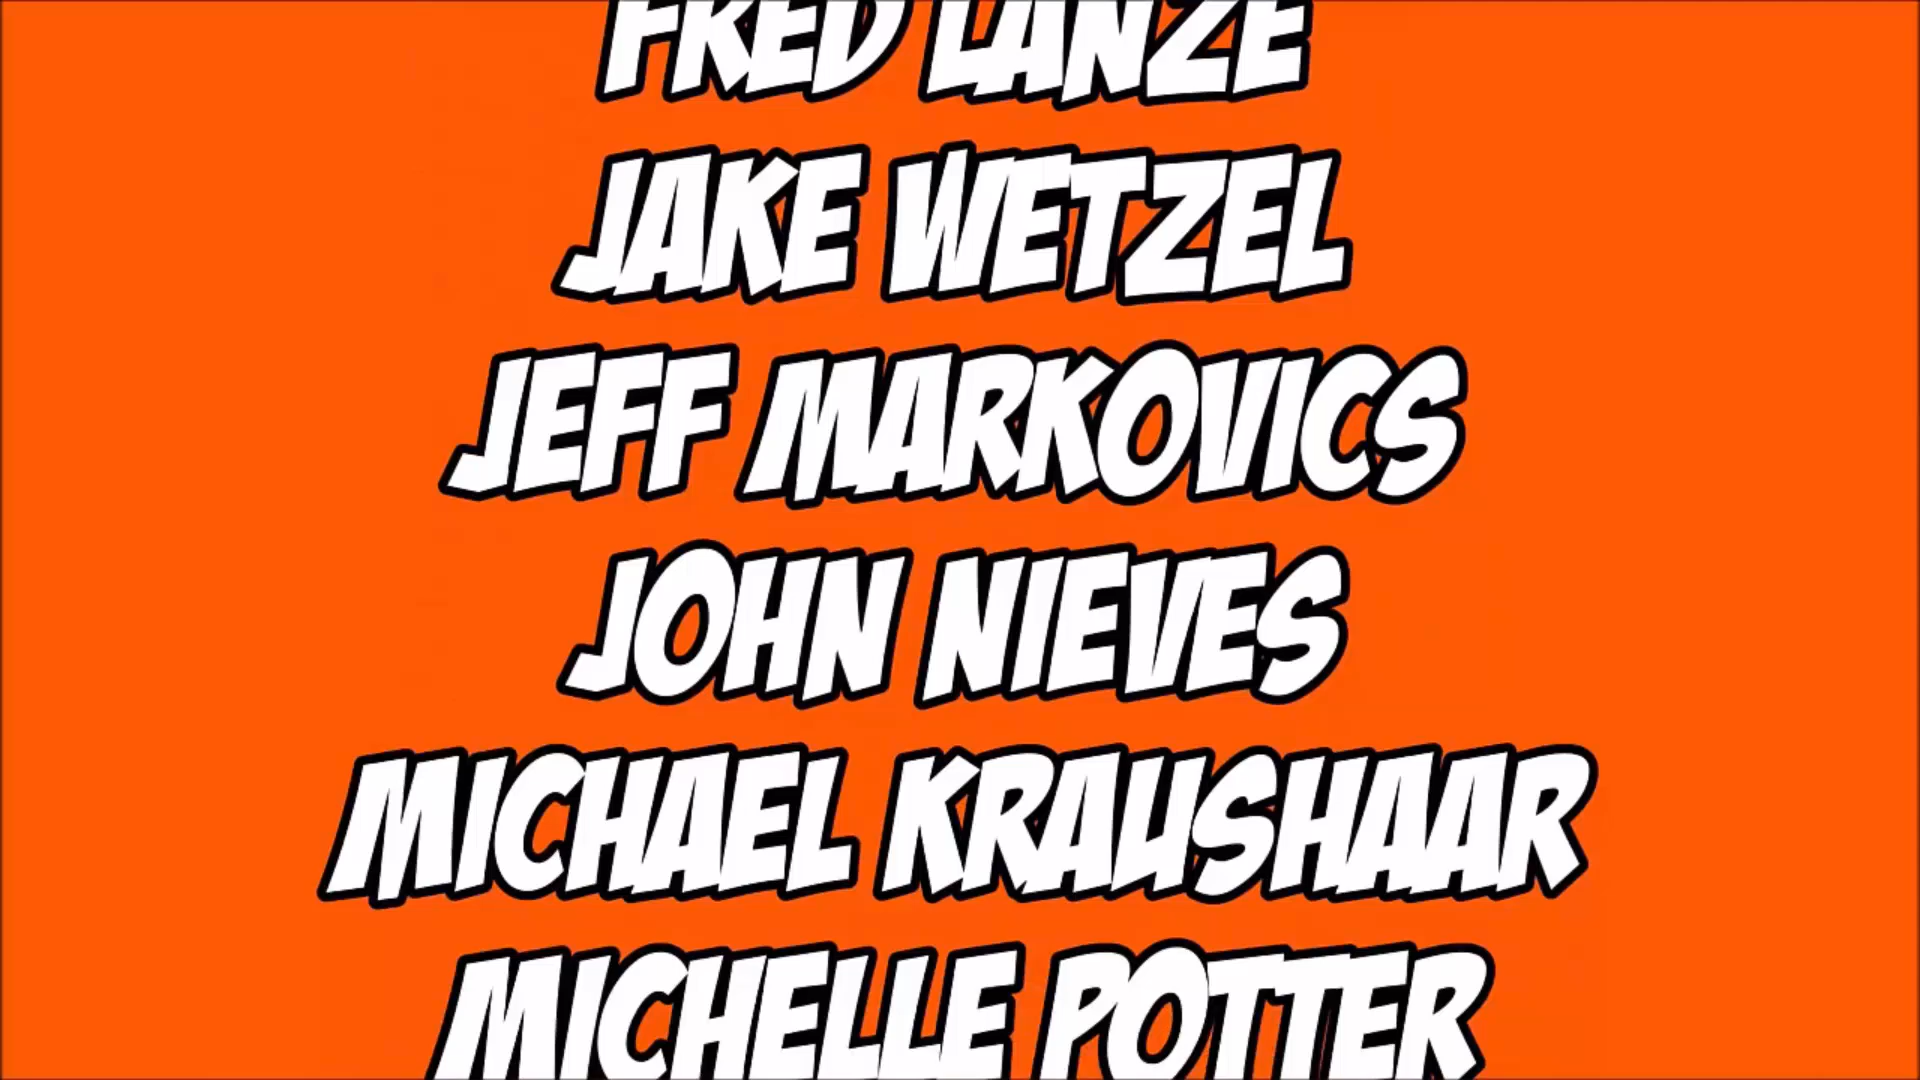 FRED LANZE
JAKE WETZEL
JEFF MARKOVICS
JOHN NIEVES
MICHAEL KRAUSHAAR
MICHELLE POTTER